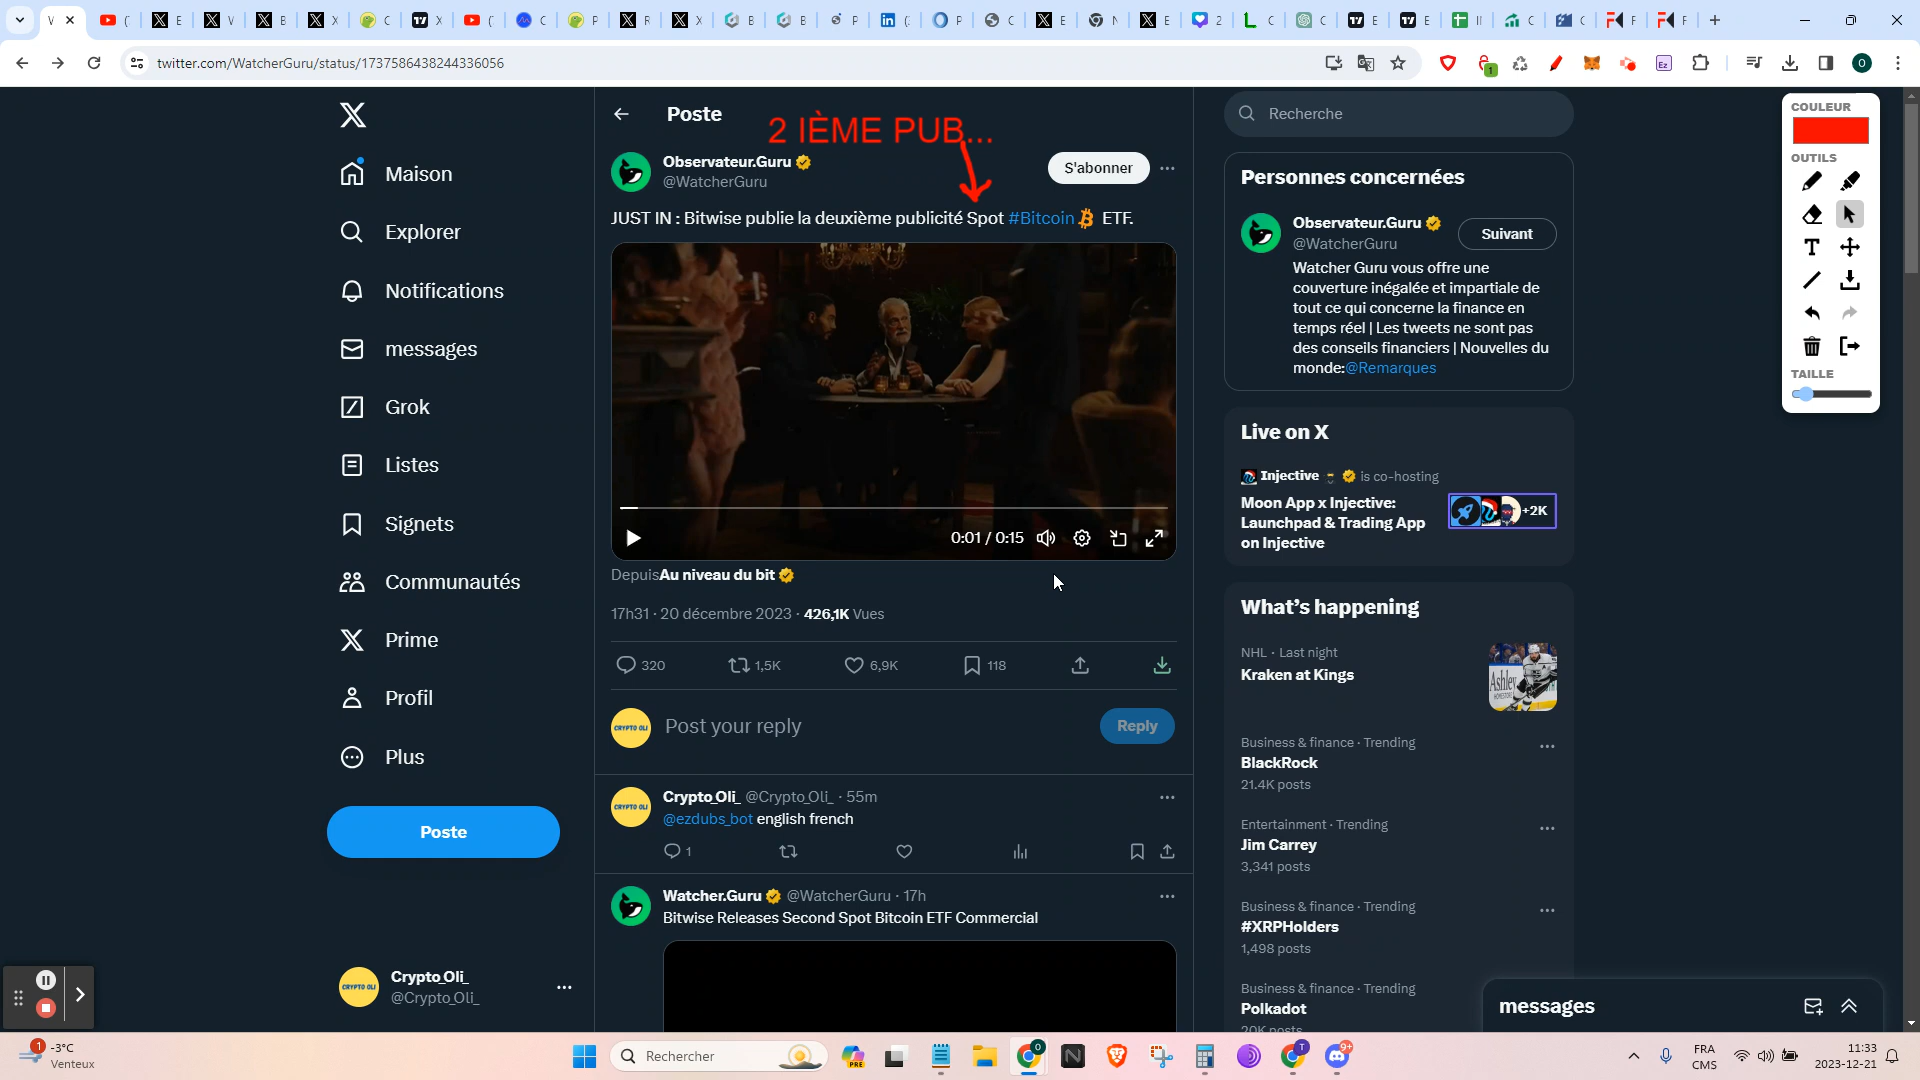 twitter.com/WatcherGuru/status/1737586438244336056
Maison
Explorer
Notifications
messages
Grok
Listes
Signets
Communautés
Prime
Profil
Plus
Poste
Crypto_Oli_
@Crypto_Oli_
Poste
2 IÈME PUB...
Observateur.Guru
@WatcherGuru
S'abonner
JUST IN : Bitwise publie la deuxième publicité Spot #Bitcoin ETF.
0:01 / 0:15
DepuisAu niveau du bit
17h31 · 20 décembre 2023 · 426,1K Vues
320
1,5K
6,9K
118
CRYPTO OLI
Post your reply
Reply
CRYPTO OLI
Crypto_Oli_ @Crypto_Oli_ · 55m
@ezdubs_bot english french
1
Watcher.Guru @WatcherGuru · 17h
Bitwise Releases Second Spot Bitcoin ETF Commercial
Recherche
Personnes concernées
Observateur.Guru
@WatcherGuru
Suivant
Watcher Guru vous offre une
couverture inégalée et impartiale de
tout ce qui concerne la finance en
temps réel | Les tweets ne sont pas
des conseils financiers | Nouvelles du
monde:@Remarques
Live on X
Injective is co-hosting
Moon App x Injective:
Launchpad & Trading App
on Injective
+2K
What's happening
NHL · Last night
Kraken at Kings
Business & finance · Trending
BlackRock
21.4K posts
Entertainment · Trending
Jim Carrey
3,341 posts
Business & finance · Trending
#XRPHolders
1,498 posts
Business & finance · Trending
Polkadot
20K posts
messages
COULEUR
OUTILS
TAILLE
CRYPTO OLI
1
-3°C
Venteux
Rechercher
FRA
CMS
11:33
2023-12-21